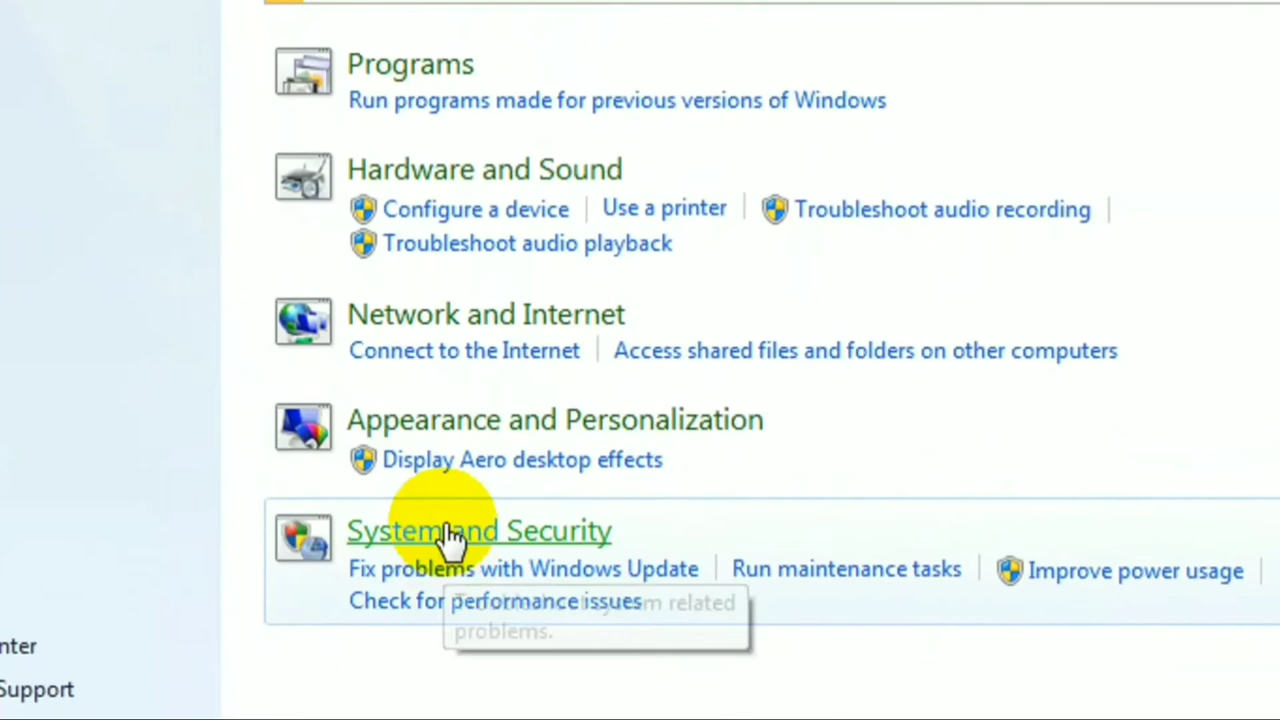 Programs
Run programs made for previous versions of Windows
Hardware and Sound
Configure a device | Use a printer | Troubleshoot audio recording |
Troubleshoot audio playback
Network and Internet
Connect to the Internet | Access shared files and folders on other computers
Appearance and Personalization
Display Aero desktop effects
System and Security
Fix problems with Windows Update | Run maintenance tasks | Improve power usage |
Check for performance issues
related
problems.
nter
Support